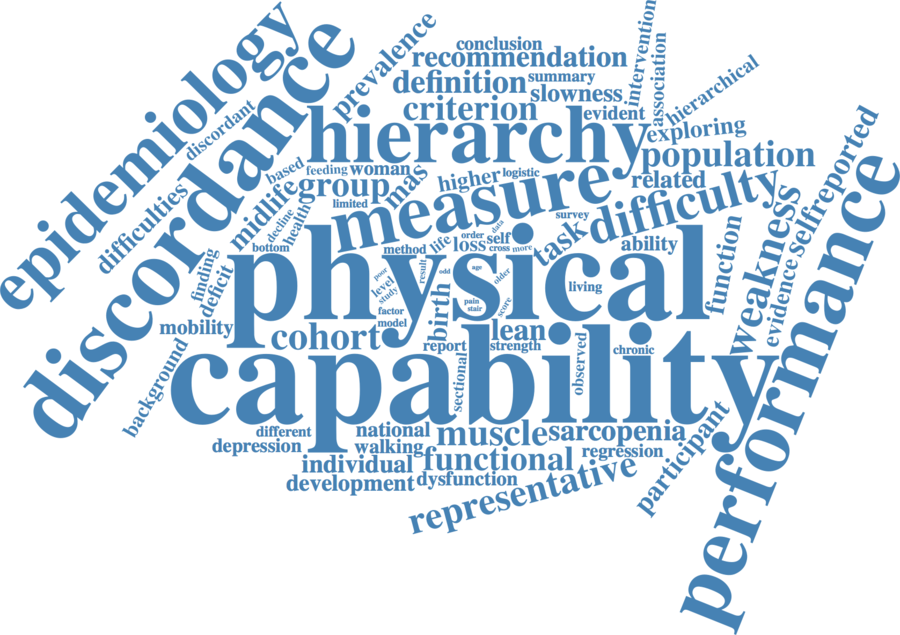 epidemiology
discordance
discordant
difficulties
prevalence
conclusion
recommendation
definition
summary
criterion
slowness
evident
intervention
association
hierarchical
hierarchy
exploring
population
related
based
feeding
woman
midlife
group
mas
limited
higher
logistic
measure
difficulty
task
survey
health
decline
bottom
method
life
loss
order
self
data
cross
more
ability
function
weakness
selfreported
evidence
performance
physical
finding
deficit
mobility
poor
level
study
result
odd
age
older
living
factor
model
birth
pain
stair
score
cohort
lean
report
strength
chronic
capability
background
sectional
observed
different
depression
national
walking
muscle
sarcopenia
individual
functional
regression
development
dysfunction
representative
participant